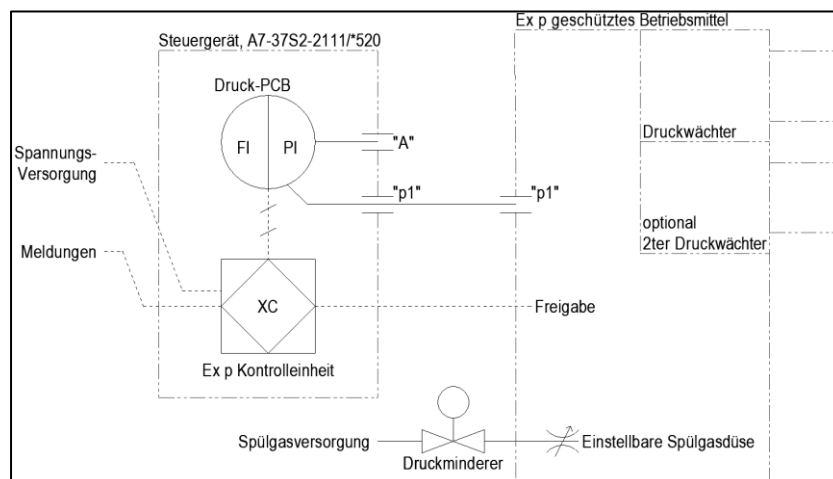 Ex p geschütztes Betriebsmittel
Steuergerät, A7-37S2-2111/*520
Druck-PCB
FI
PI
"A"
Druckwächter
Spannungs-
Versorgung
"p1"
"p1"
optional
2ter Druckwächter
Meldungen
XC
Freigabe
Ex p Kontrolleinheit
Spülgasversorgung
Druckminderer
Einstellbare Spülgasdüse